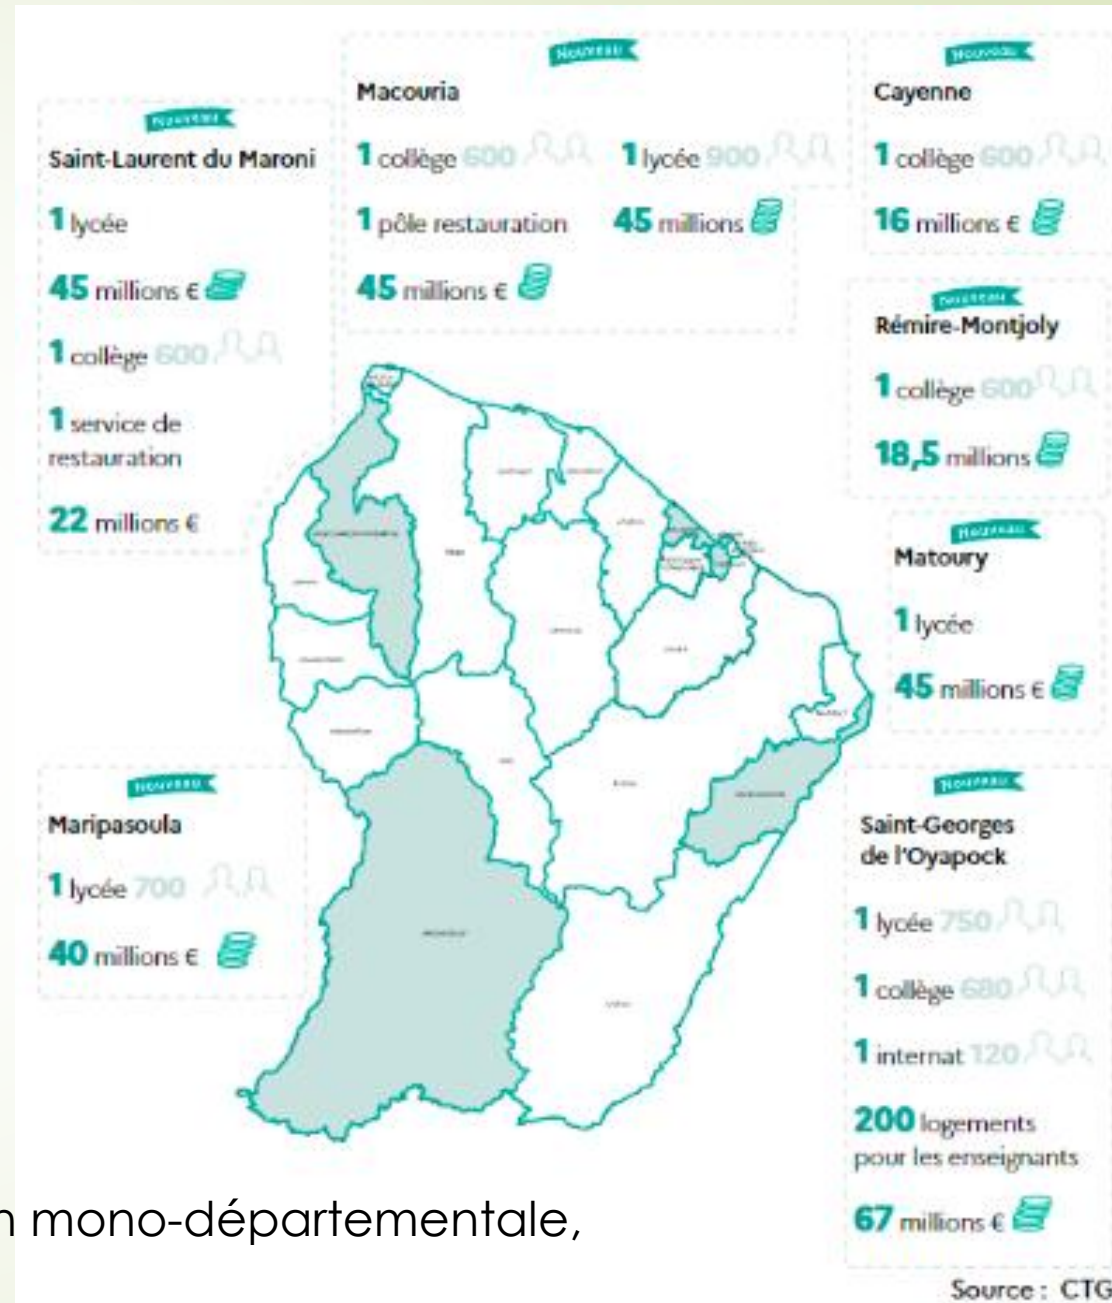 Nouveau
Saint-Laurent du Maroni
1 lycée
45 millions €
1 collège 600
1 service de
restauration
22 millions €
Nouveau
Macouria
1 collège 600
1 pôle restauration
45 millions €
1 lycée 900
45 millions
Nouveau
Cayenne
1 collège 600
16 millions €
Nouveau
Rémire-Montjoly
1 collège 600
18,5 millions
Nouveau
Matoury
1 lycée
45 millions €
Nouveau
Maripasoula
1 lycée 700
40 millions €
Nouveau
Saint-Georges
de l'Oyapock
1 lycée 750
1 collège 680
1 internat 120
200 logements
pour les enseignants
67 millions €
n mono-départementale,
Source : CTG